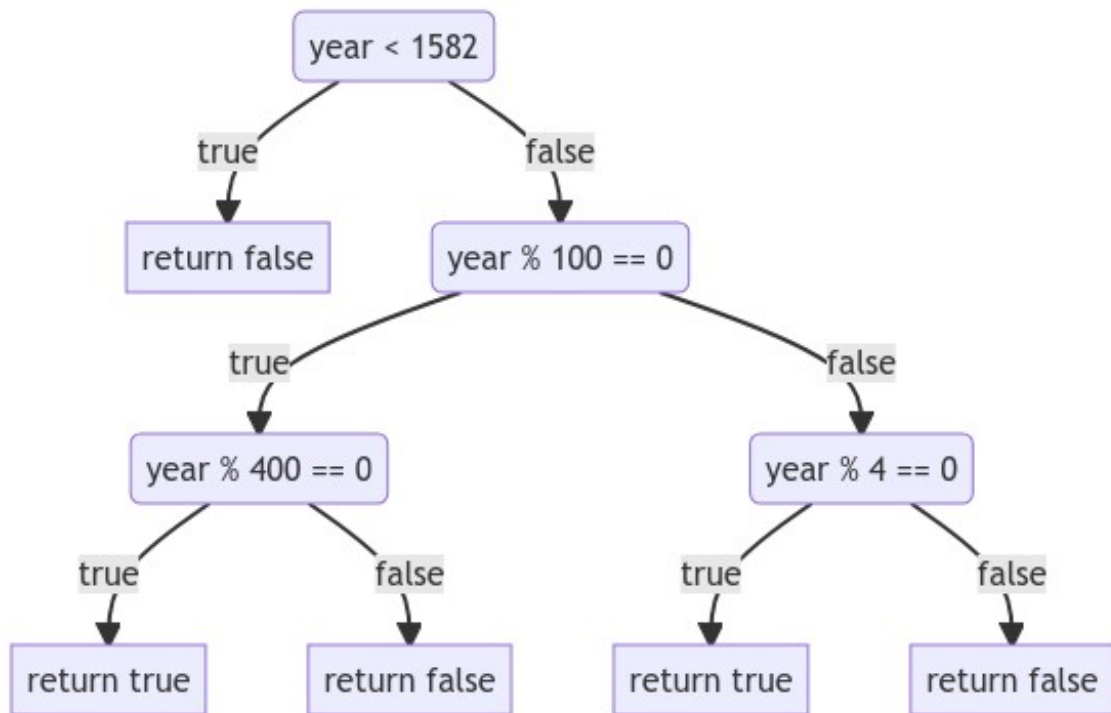 year < 1582
true
false
return false
year % 100 == 0
true
false
year % 400 == 0
year % 4 == 0
true
false
true
false
return true
return false
return true
return false